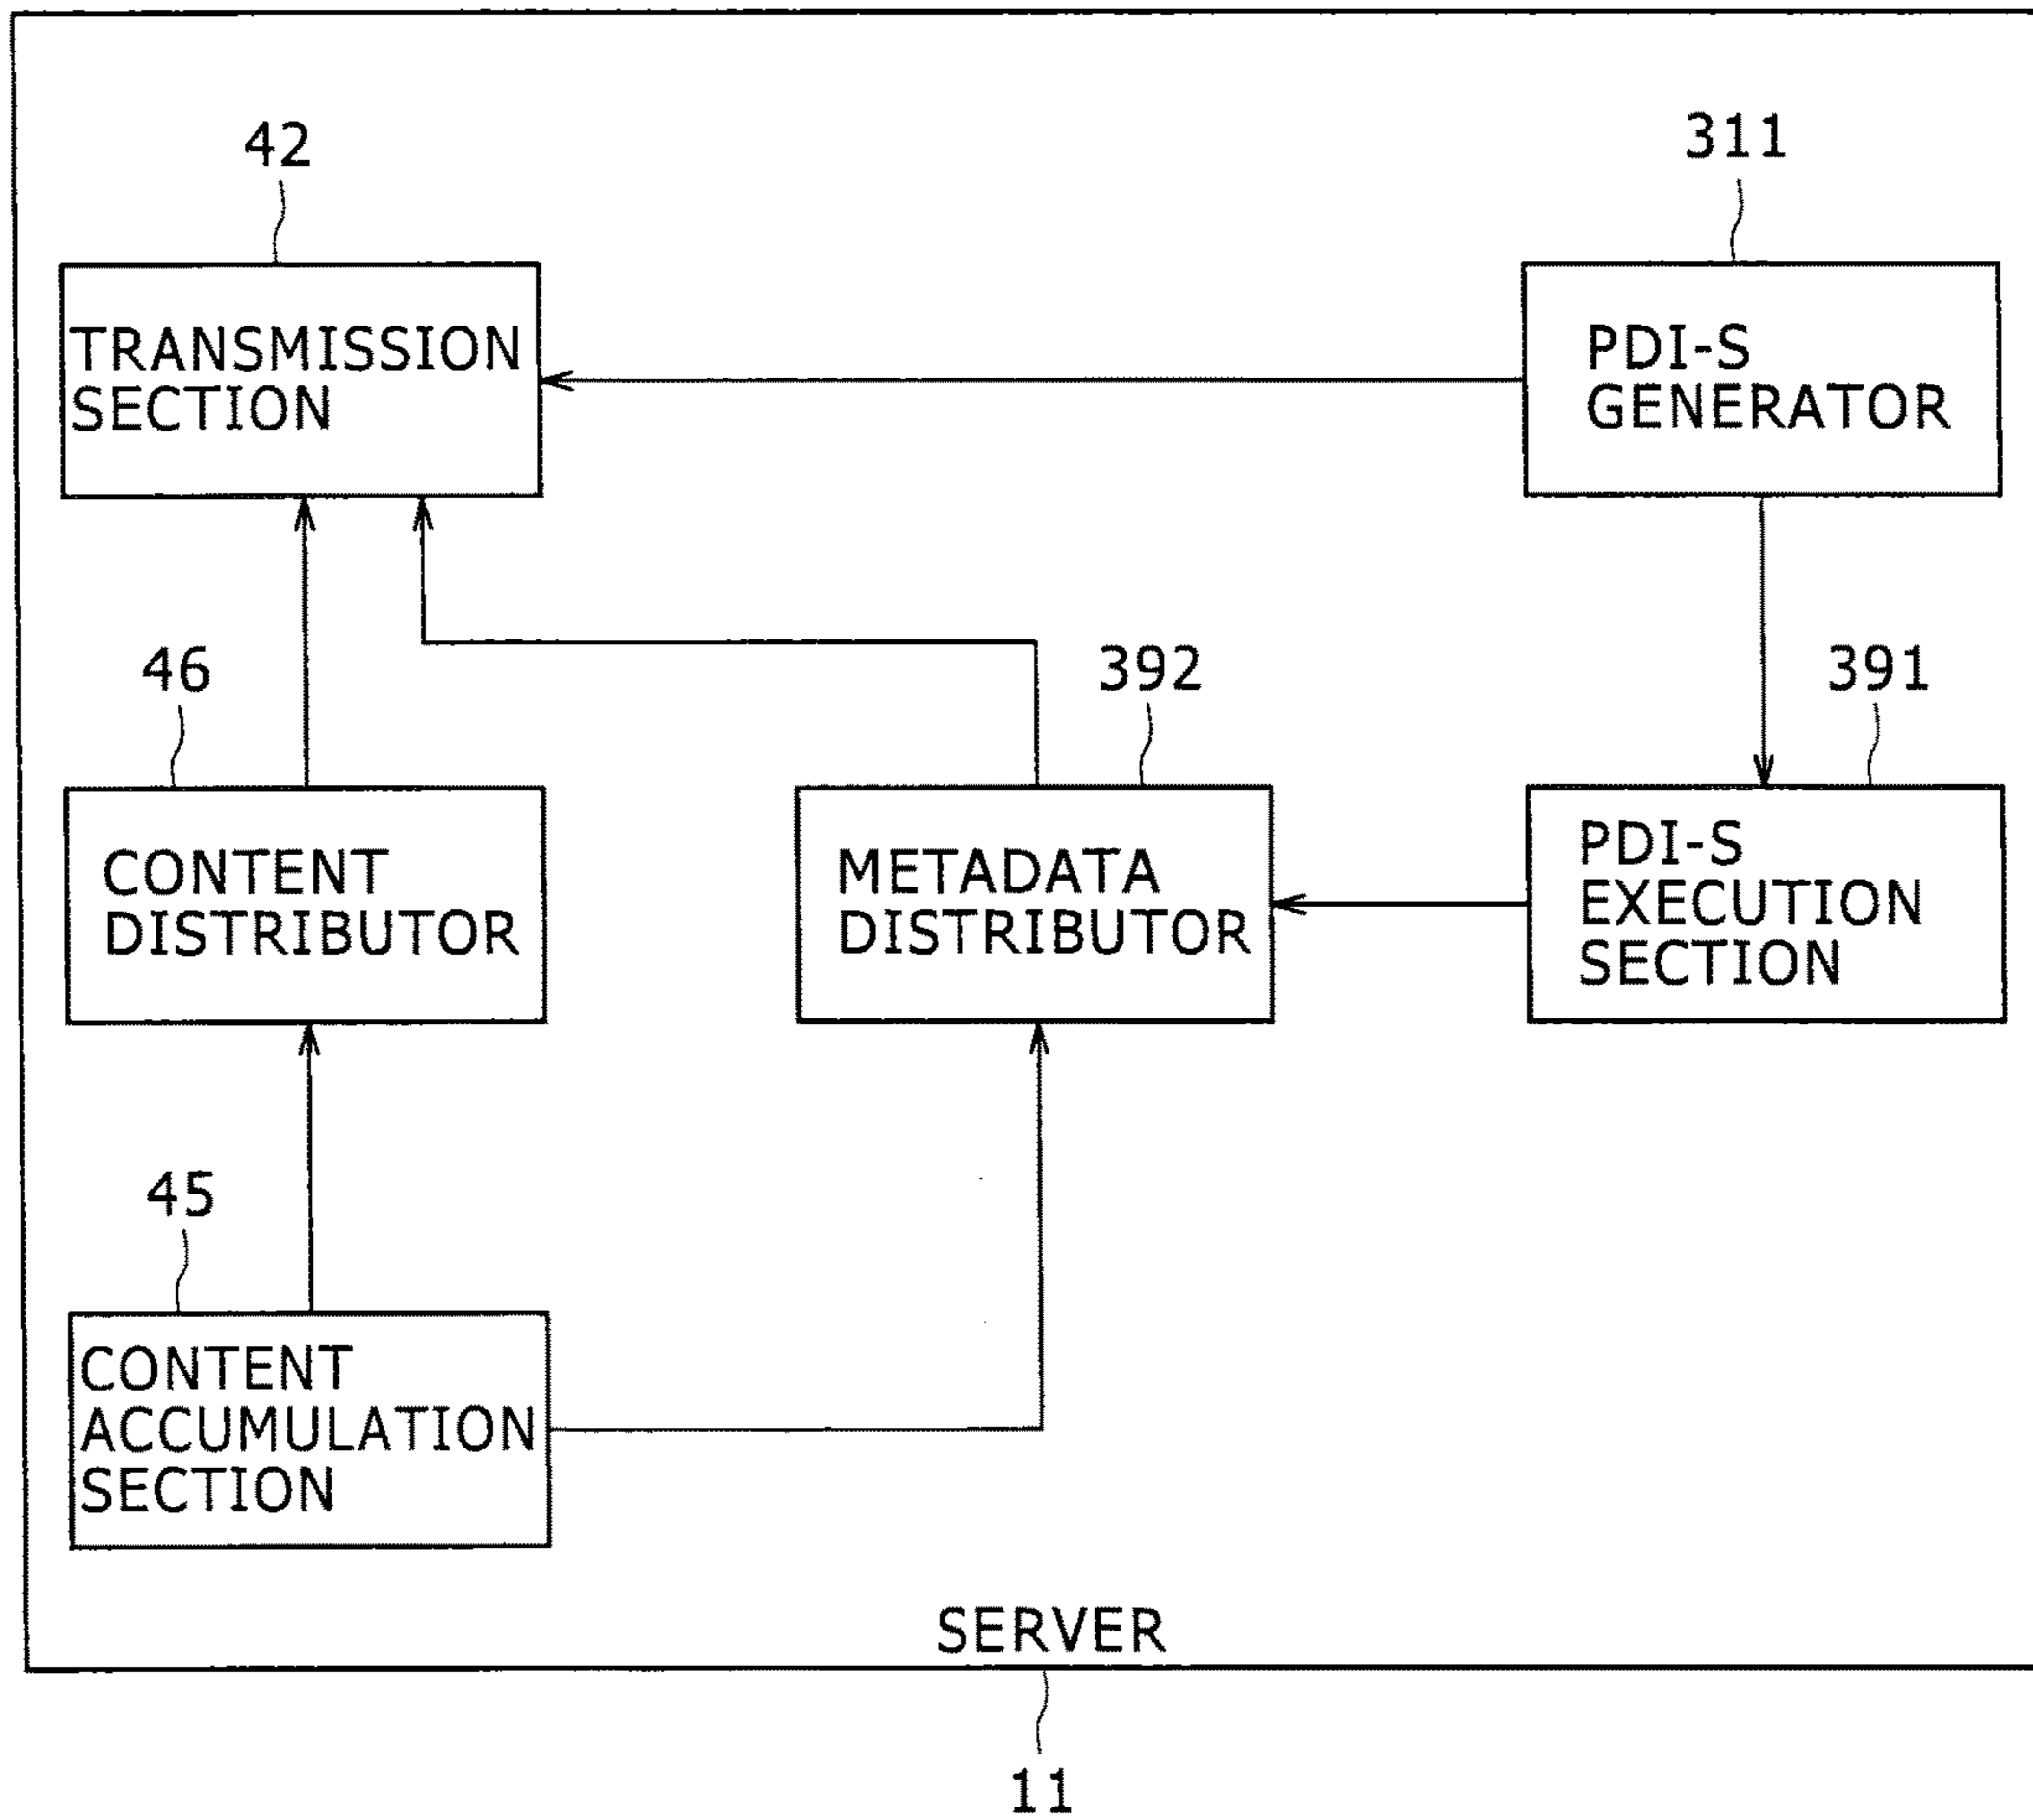 42
311
TRANSMISSION
SECTION
PDI-S
GENERATOR
46
392
391
CONTENT
DISTRIBUTOR
METADATA
DISTRIBUTOR
PDI-S
EXECUTION
SECTION
45
CONTENT
ACCUMULATION
SECTION
SERVER
11